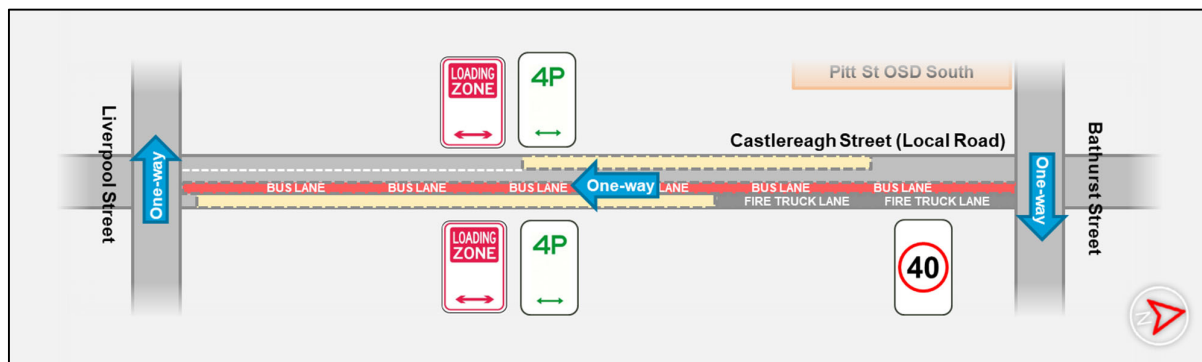 Pitt St OSD South
LOADING
ZONE
4P
Castlereagh Street (Local Road)
Liverpool Street
One-way
BUS LANE
BUS LANE
BUS LANE
One-way
LANE
BUS LANE
BUS LANE
FIRE TRUCK LANE
FIRE TRUCK LANE
One-way
Bathurst Street
LOADING
ZONE
4P
40
N